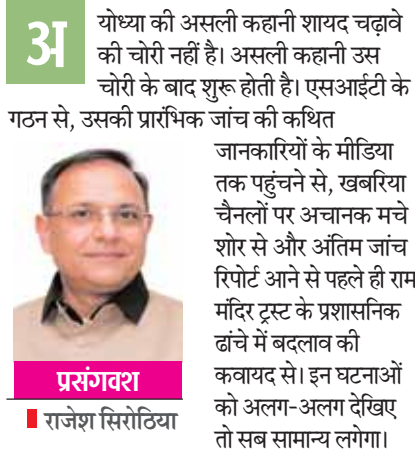 अयोध्या की असली कहानी शायद चढ़ावे
की चोरी नहीं है। असली कहानी उस
चोरी के बाद शुरू होती है। एसआईटी के
गठन से, उसकी प्रारंभिक जांच की कथित
जानकारियों के मीडिया
तक पहुंचने से, खबरिया
चैनलों पर अचानक मचे
शोर से और अंतिम जांच
रिपोर्ट आने से पहले ही राम
मंदिर ट्रस्ट के प्रशासनिक
ढांचे में बदलाव की
कवायद से। इन घटनाओं
को अलग-अलग देखिए
तो सब सामान्य लगेगा।
प्रसंगवश
राजेश सिरोठिया